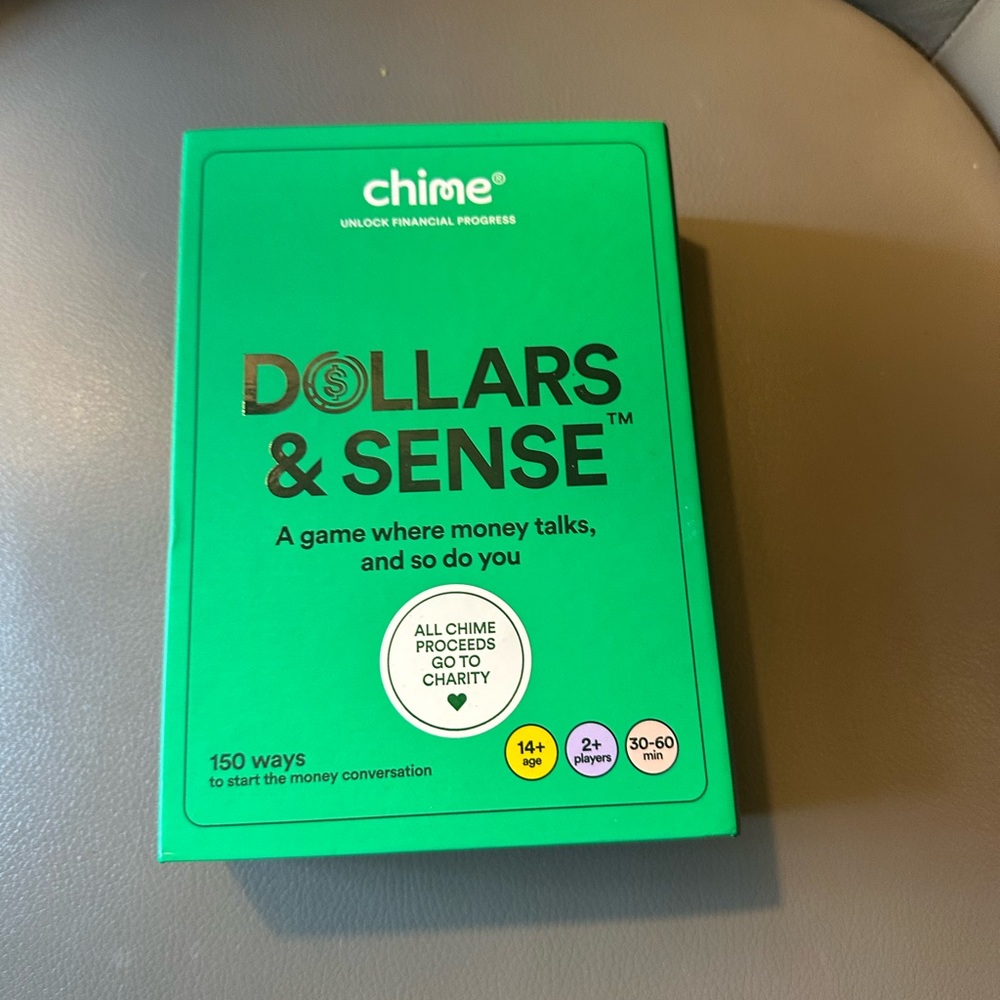 chime®
UNLOCK FINANCIAL PROGRESS
DOLLARS
& SENSE™
A game where money talks,
and so do you
ALL CHIME
PROCEEDS
GO TO
CHARITY
150 ways
to start the money conversation
14+
age
2+
players
30-60
min